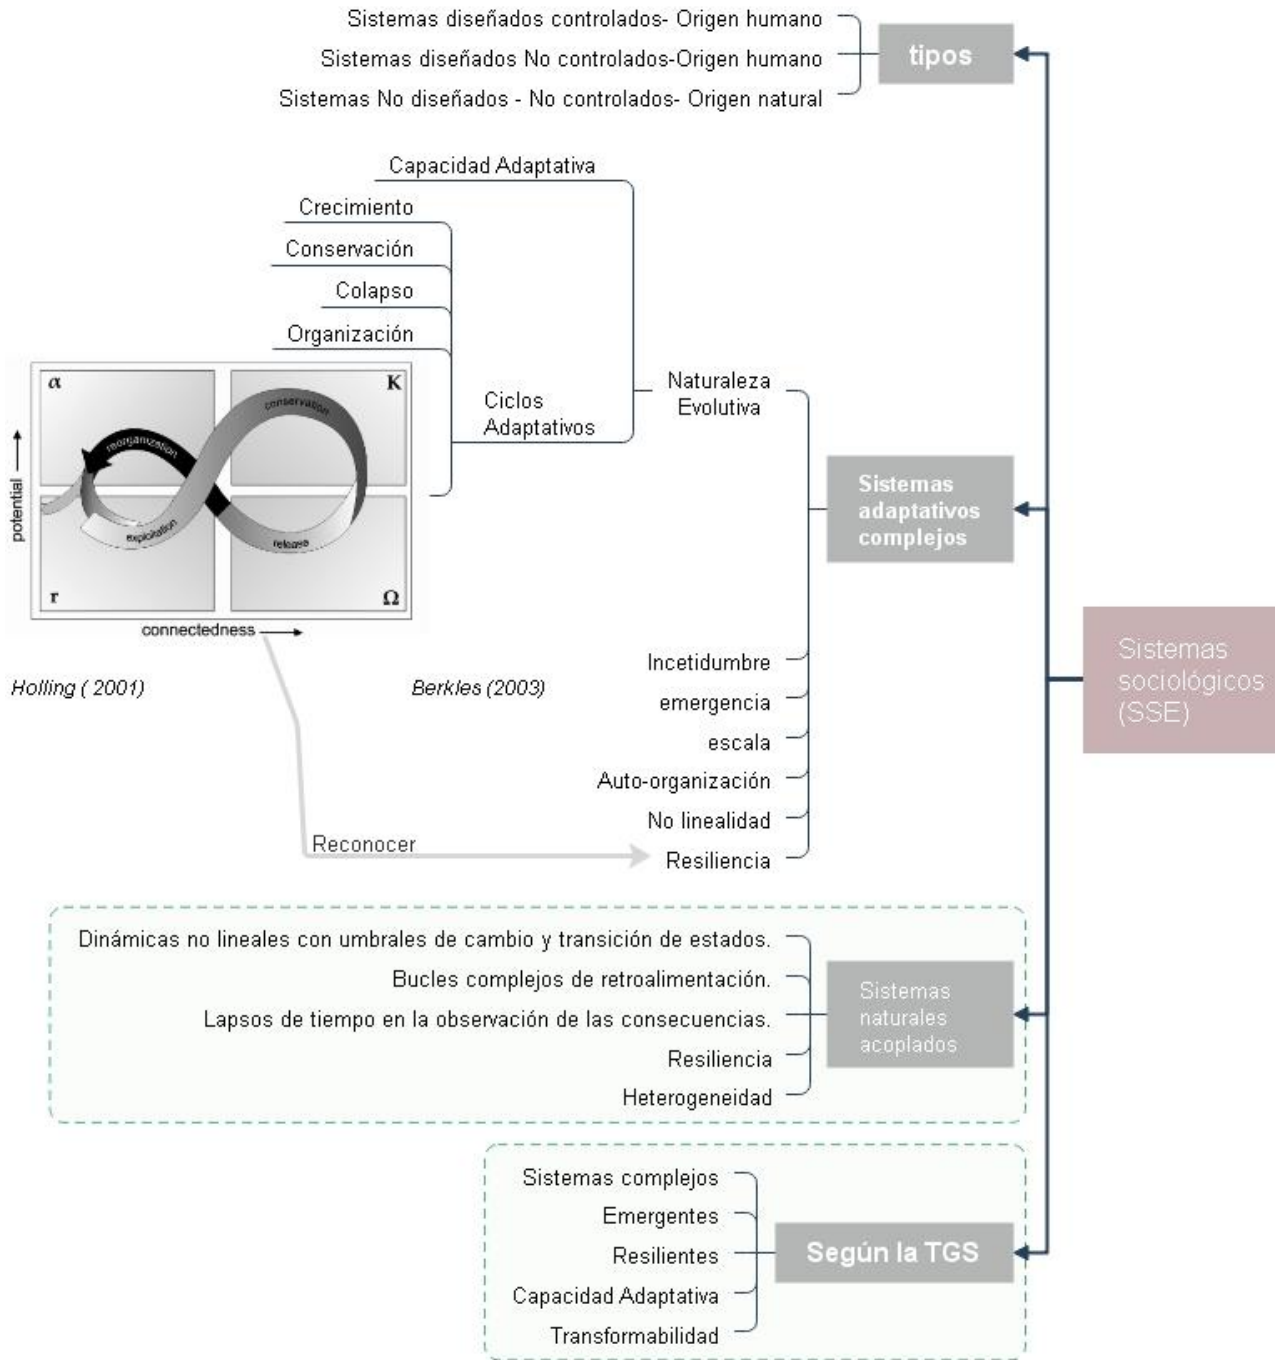 Sistemas diseñados controlados- Origen humano
Sistemas diseñados No controlados-Origen humano
Sistemas No diseñados - No controlados- Origen natural
tipos
Capacidad Adaptativa
Crecimiento
Conservación
Colapso
Organización
Ciclos
Adaptativos
Naturaleza
Evolutiva
α
K
conservation
reorganization
potential
exploitation
release
r
Ω
connectedness
Holling ( 2001)
Berkles (2003)
Sistemas
adaptativos
complejos
Incetidumbre
emergencia
escala
Auto-organización
No linealidad
Reconocer
Resiliencia
Sistemas
sociológicos
(SSE)
Dinámicas no lineales con umbrales de cambio y transición de estados.
Bucles complejos de retroalimentación.
Lapsos de tiempo en la observación de las consecuencias.
Resiliencia
Heterogeneidad
Sistemas
naturales
acoplados
Sistemas complejos
Emergentes
Resilientes
Capacidad Adaptativa
Transformabilidad
Según la TGS